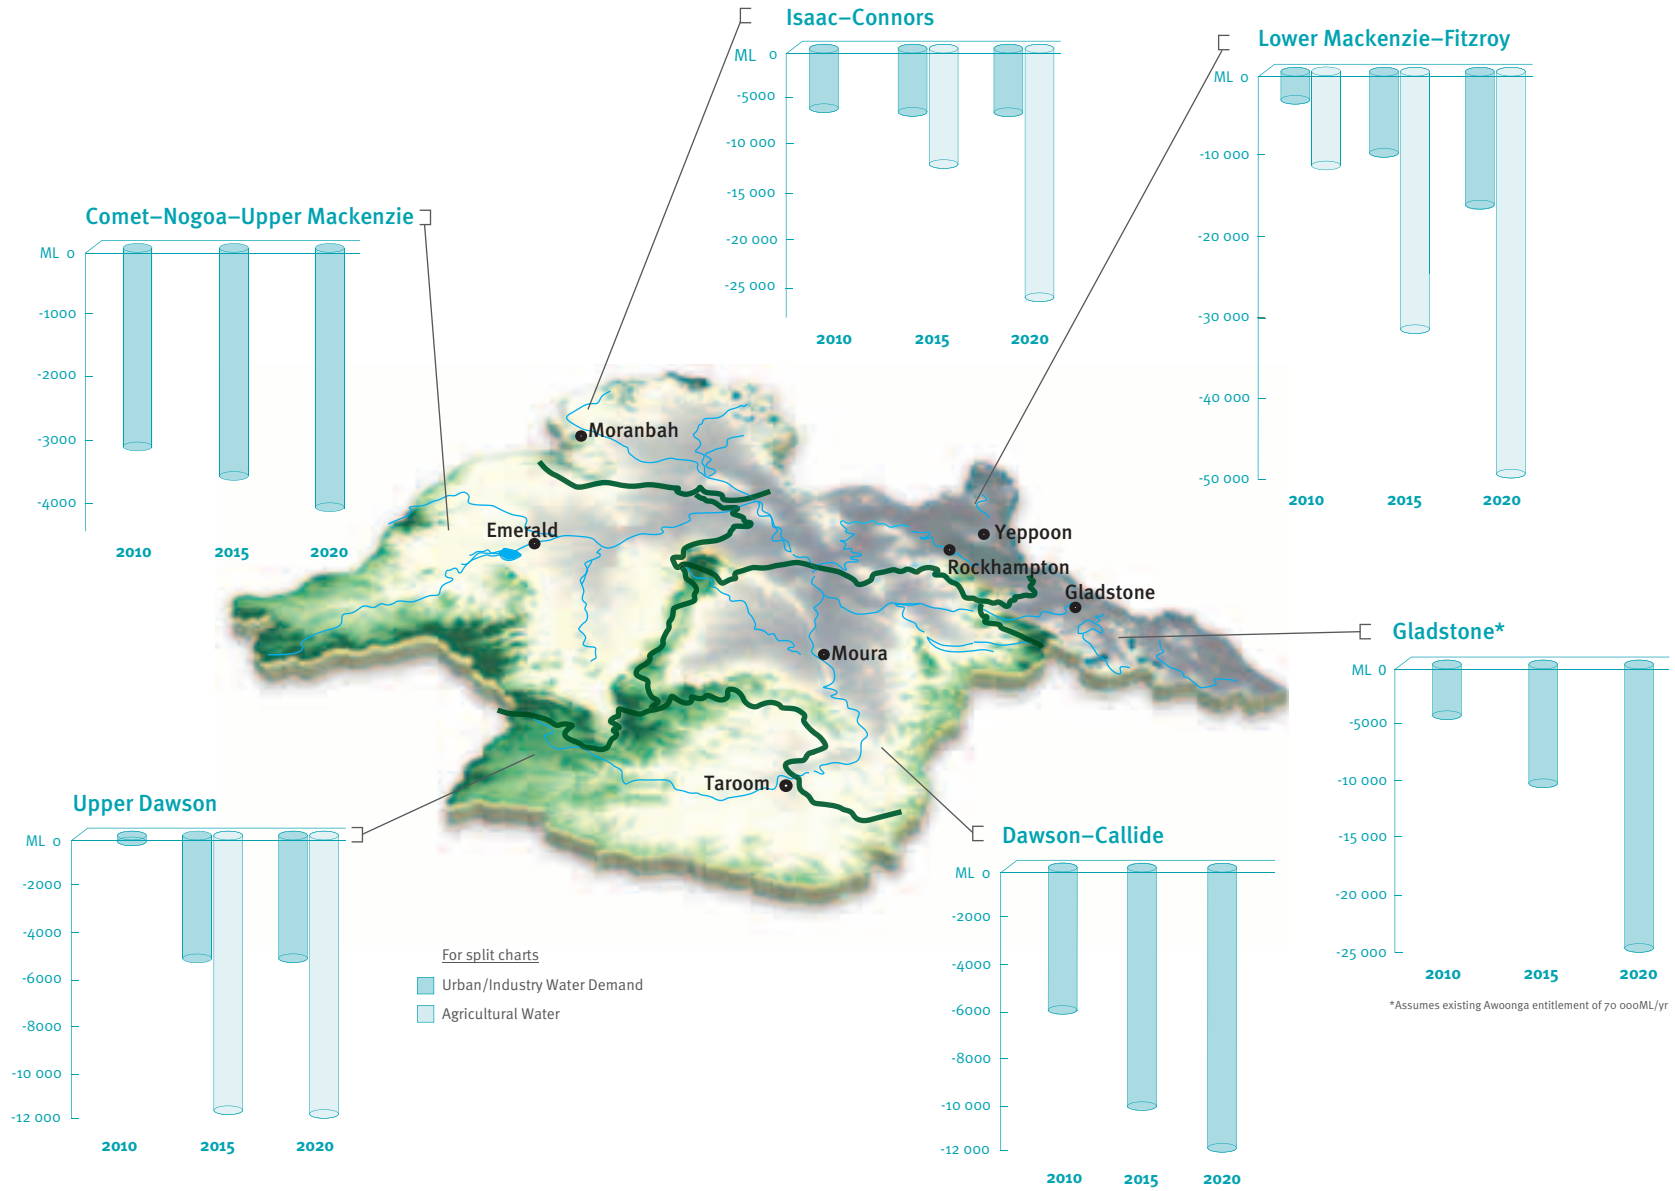 Isaac–Connors
ML 0
-5000
-10 000
-15 000
-20 000
-25 000
2010 2015 2020
Lower Mackenzie–Fitzroy
ML 0
-10 000
-20 000
-30 000
-40 000
-50 000
2010 2015 2020
Comet–Nogoa–Upper Mackenzie
ML 0
-1000
-2000
-3000
-4000
2010 2015 2020
Moranbah
Emerald
Yeppoon
Rockhampton
Gladstone
Moura
Taroom
Gladstone*
ML 0
-5000
-10 000
-15 000
-20 000
-25 000
2010 2015 2020
*Assumes existing Awoonga entitlement of 70 000ML/yr
Upper Dawson
ML 0
-2000
-4000
-6000
-8000
-10 000
-12 000
2010 2015 2020
For split charts
Urban/Industry Water Demand
Agricultural Water
Dawson–Callide
ML 0
-2000
-4000
-6000
-8000
-10 000
-12 000
2010 2015 2020